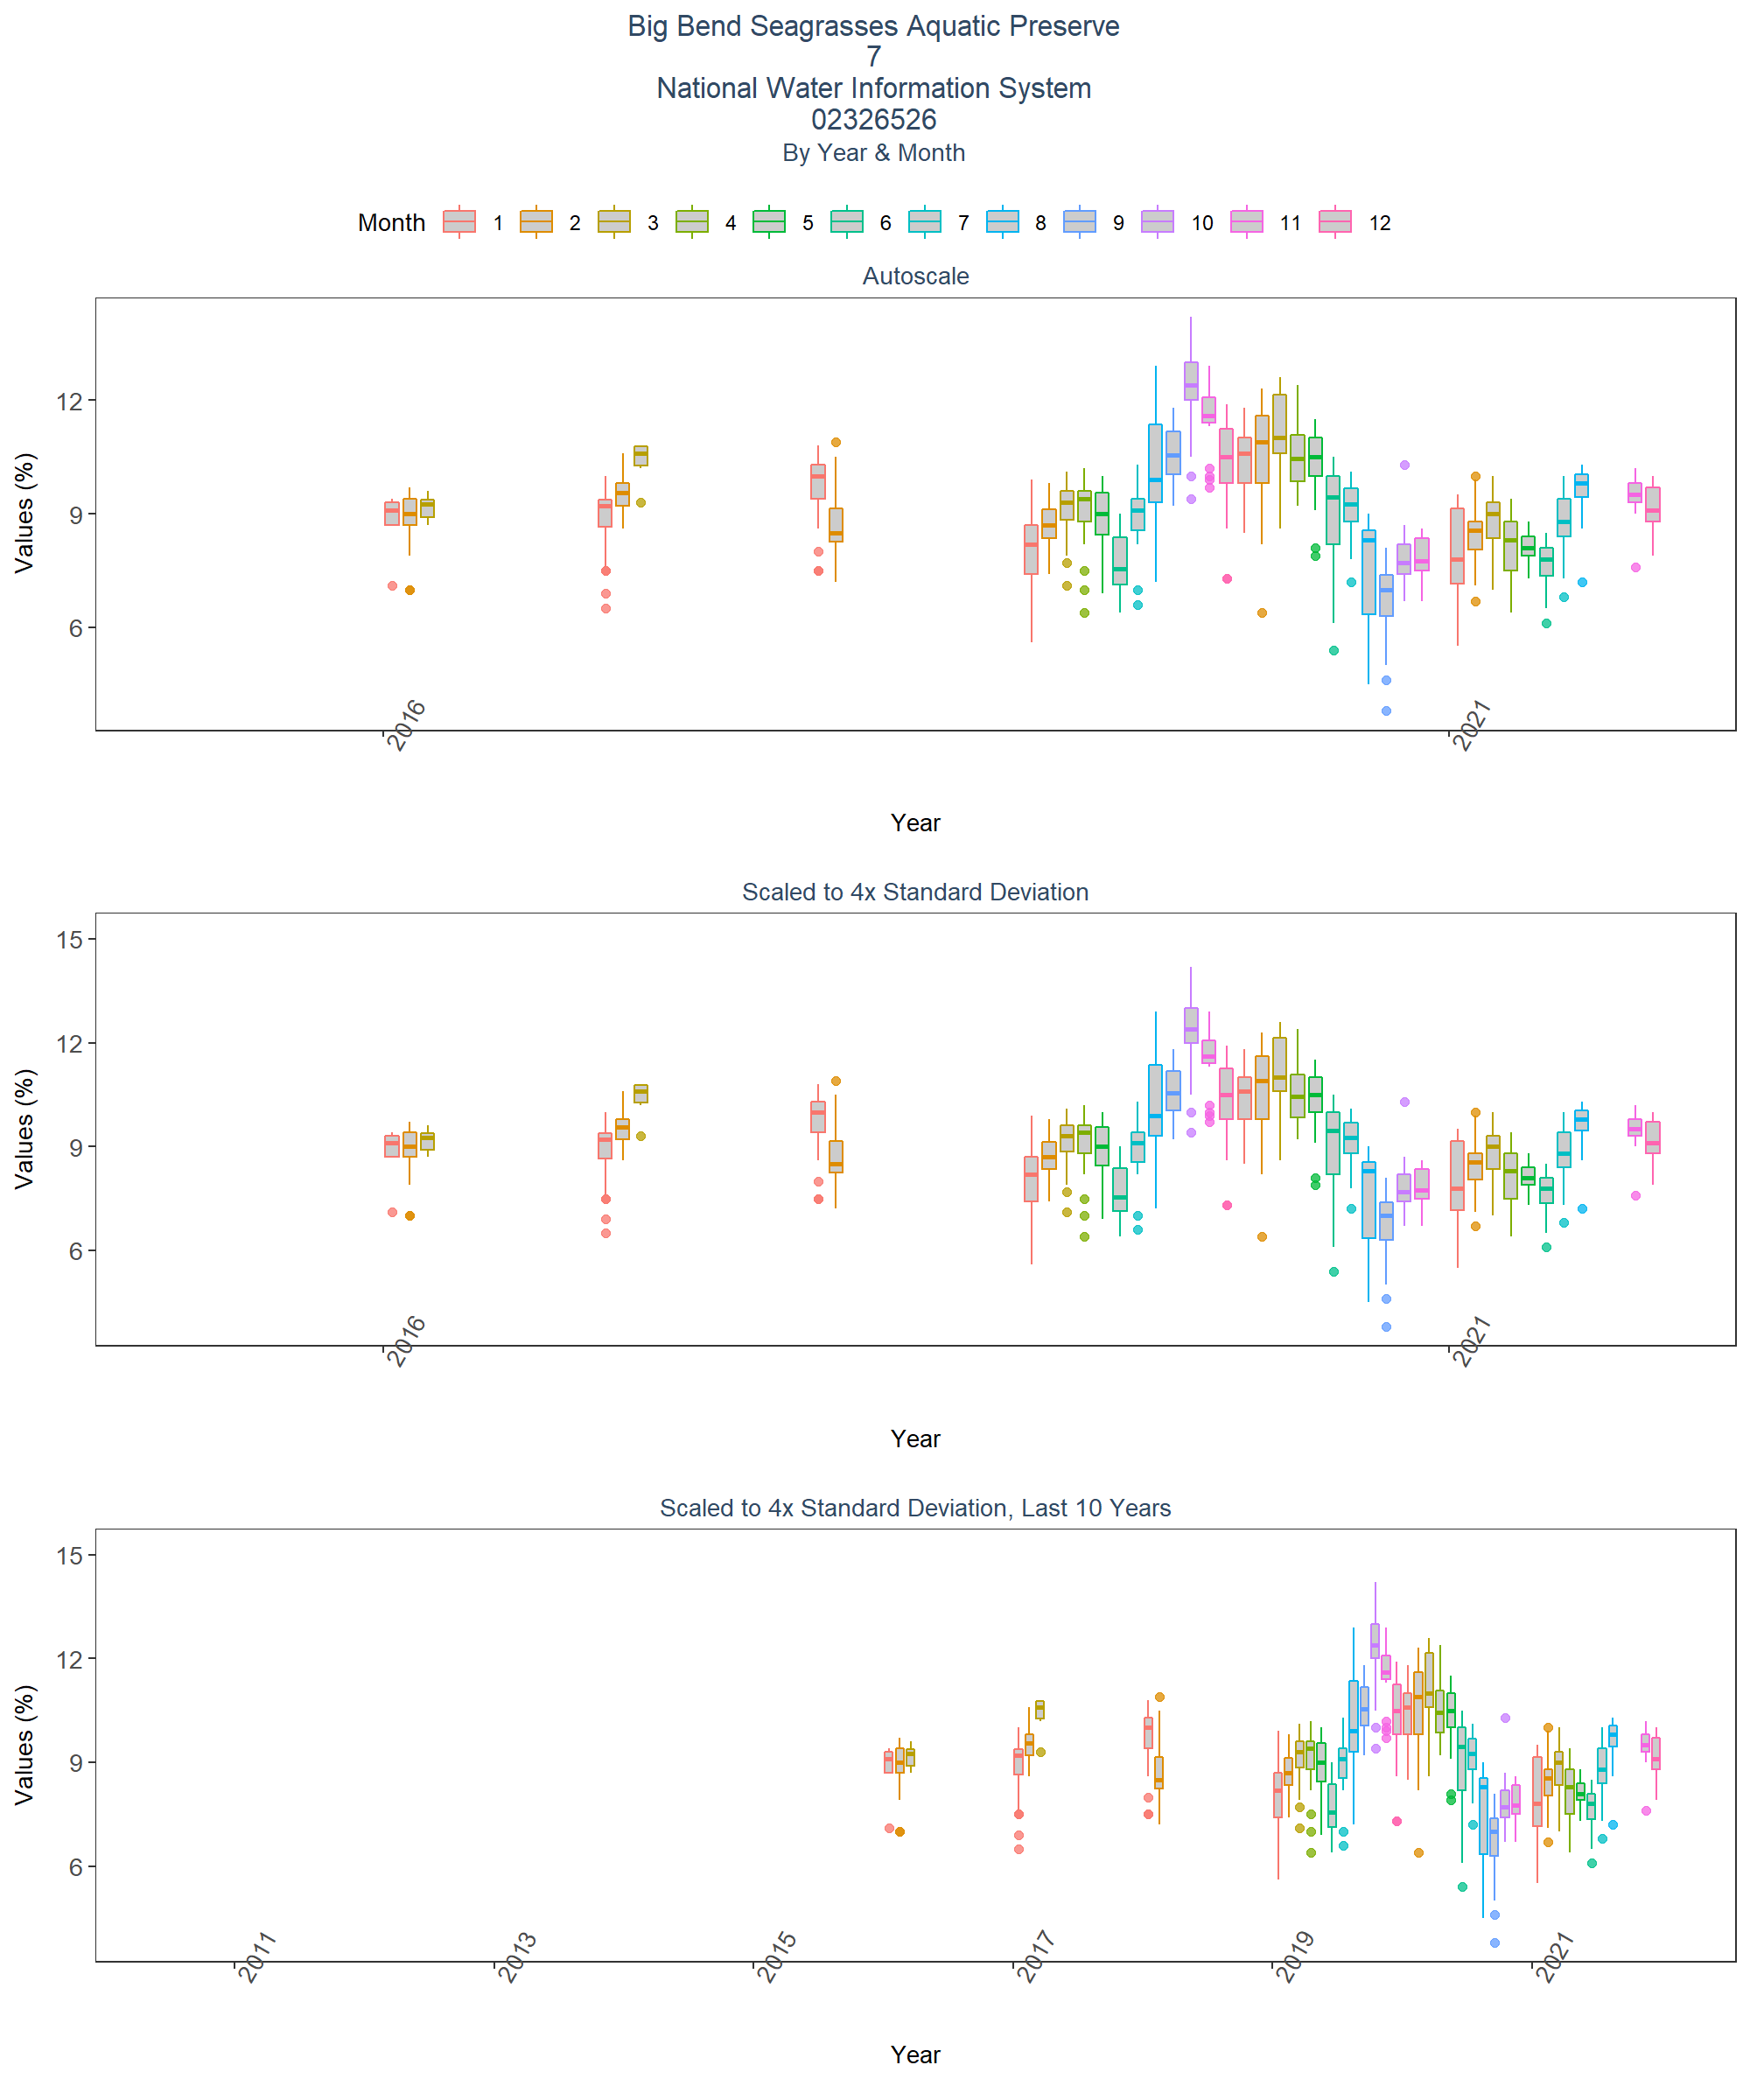 Big Bend Seagrasses Aquatic Preserve
7
National Water Information System
02326526
By Year & Month
Month 1 2 3 4 5 6 7 8 9 10 11 12
Autoscale
Values (%)
12
9
6
2016 2021
Year
Scaled to 4x Standard Deviation
Values (%)
15
12
9
6
2016 2021
Year
Scaled to 4x Standard Deviation, Last 10 Years
Values (%)
15
12
9
6
2011 2013 2015 2017 2019 2021
Year